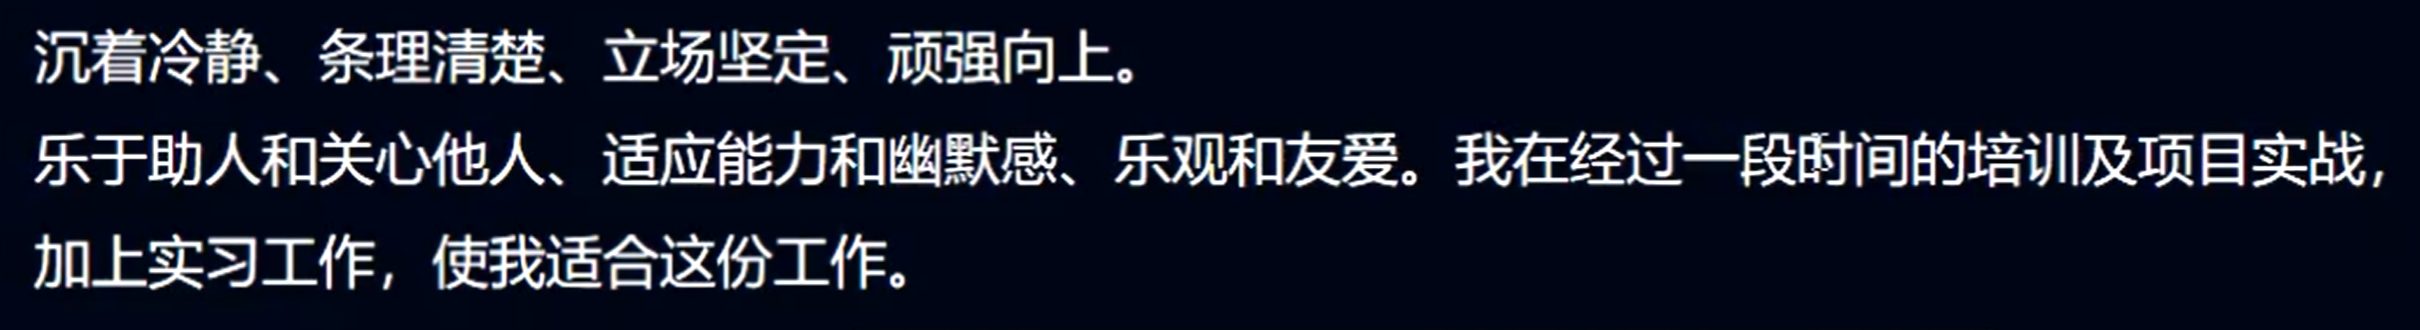 沉着冷静、条理清楚、立场坚定、顽强向上。
乐于助人和关心他人、适应能力和幽默感、乐观和友爱。我在经过一段时间的培训及项目实战，
加上实习工作，使我适合这份工作。